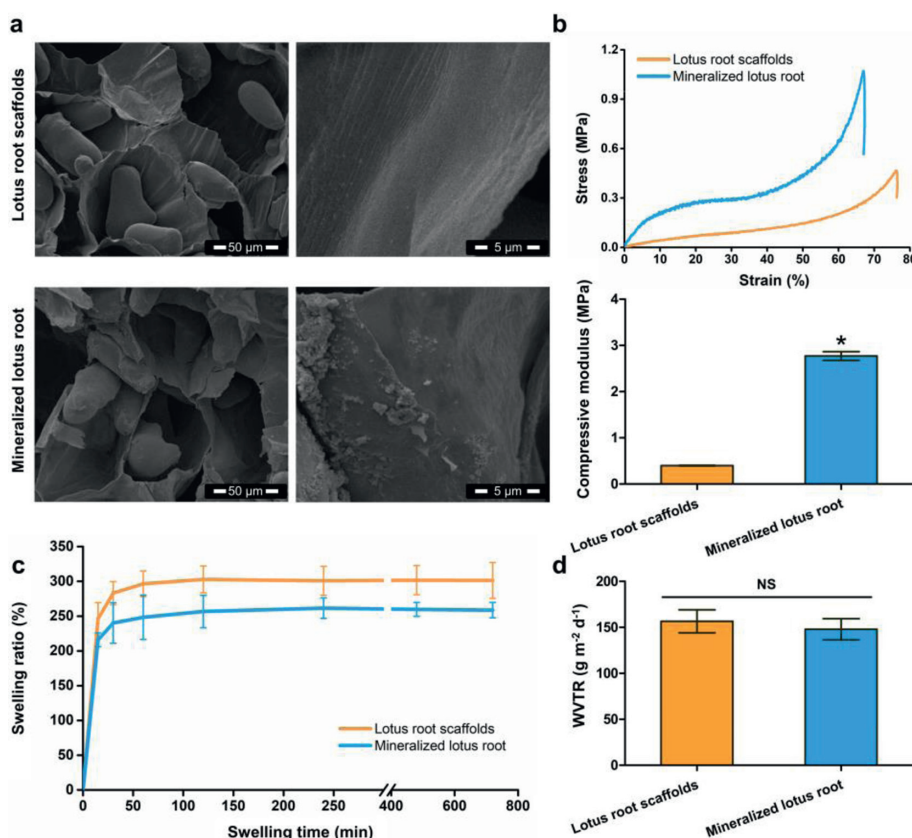 a
Lotus root scaffolds
50 µm
5 µm
Mineralized lotus root
50 µm
5 µm
b
Lotus root scaffolds
Mineralized lotus root
Stress (MPa)
1.2
0.9
0.6
0.3
0.0
0 10 20 30 40 50 60 70 80
Strain (%)
Compressive modulus (MPa)
4
3
2
1
0
*
Lotus root scaffolds
Mineralized lotus root
c
Swelling ratio (%)
350
300
250
200
150
100
50
0
Lotus root scaffolds
Mineralized lotus root
0 50 100 150 200 250 400 600 800
Swelling time (min)
d
WVTR (g m⁻² d⁻¹)
200
150
100
50
0
NS
Lotus root scaffolds
Mineralized lotus root